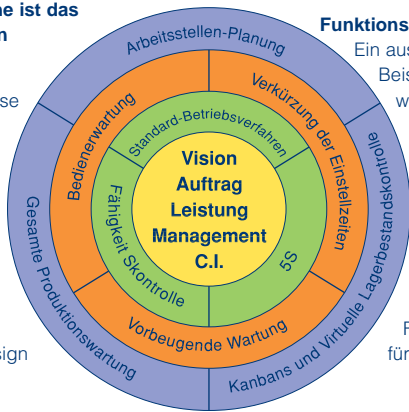 e ist das
n
se
Funktions
Ein aus
Beis
w
Arbeitsstellen-Planung
Bedienerwartung
Verkürzung der Einstellzeiten
Standard-Betriebsverfahren
Vision
Auftrag
Leistung
Management
C.I.
Fähigkeit Skontrolle
5S
Vorbeugende Wartung
Gesamte Produktionswartung
Kanbans und Virtuelle Lagerbestandskontrolle
sign
F
für